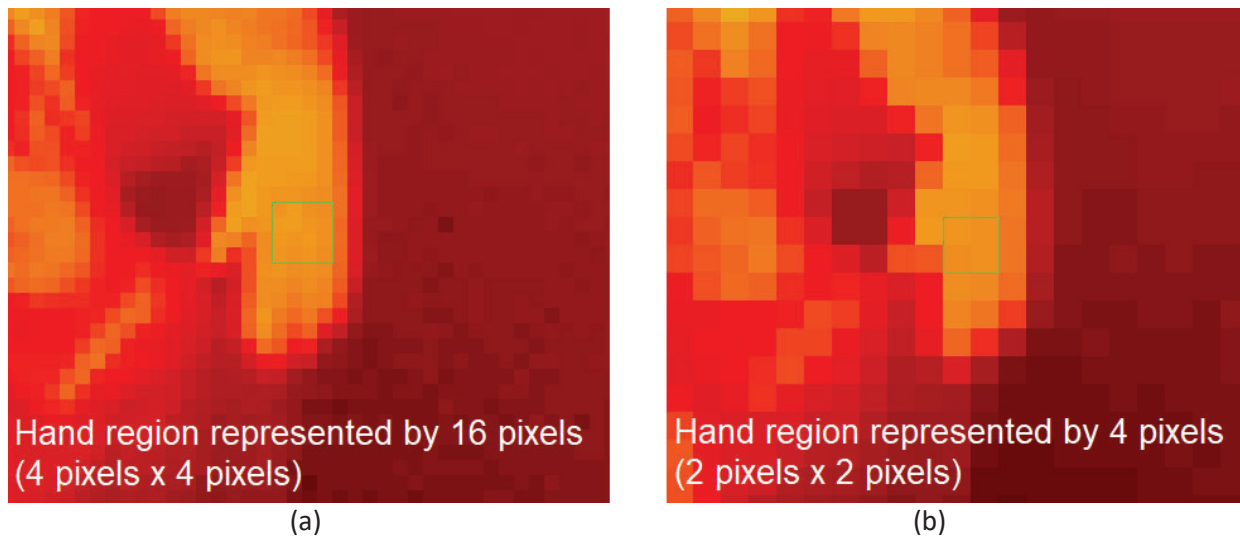 Hand region represented by 16 pixels
(4 pixels x 4 pixels)
(a)
Hand region represented by 4 pixels
(2 pixels x 2 pixels)
(b)